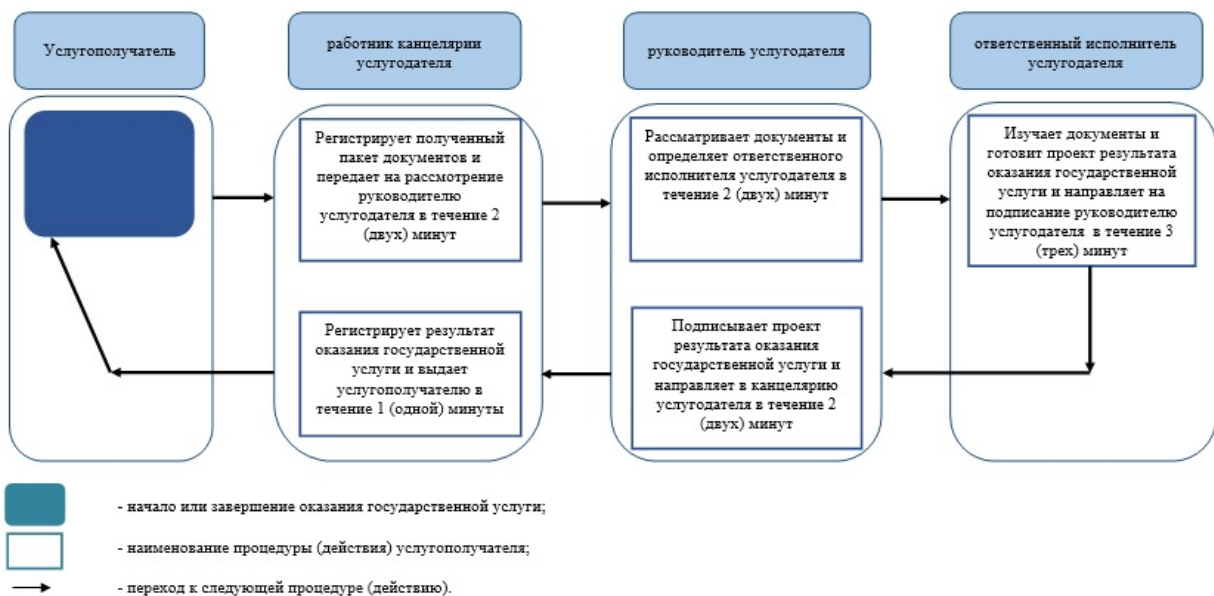 Услугополучатель
работник канцелярии
услугодателя
руководитель услугодателя
ответственный исполнитель
услугодателя
Регистрирует полученный
пакет документов и
передает на рассмотрение
руководителю
услугодателя в течение 2
(двух) минут
Рассматривает документы и
определяет ответственного
исполнителя услугодателя в
течение 2 (двух) минут
Изучает документы и
готовит проект результата
оказания государственной
услуги и направляет на
подписание руководителю
услугодателя в течение 3
(трех) минут
Регистрирует результат
оказания государственной
услуги и выдает
услугополучателю в
течение 1 (одной) минуты
Подписывает проект
результата оказания
государственной услуги и
направляет в канцелярию
услугодателя в течение 2
(двух) минут
- начало или завершение оказания государственной услуги;
- наименование процедуры (действия) услугополучателя;
- переход к следующей процедуре (действию).